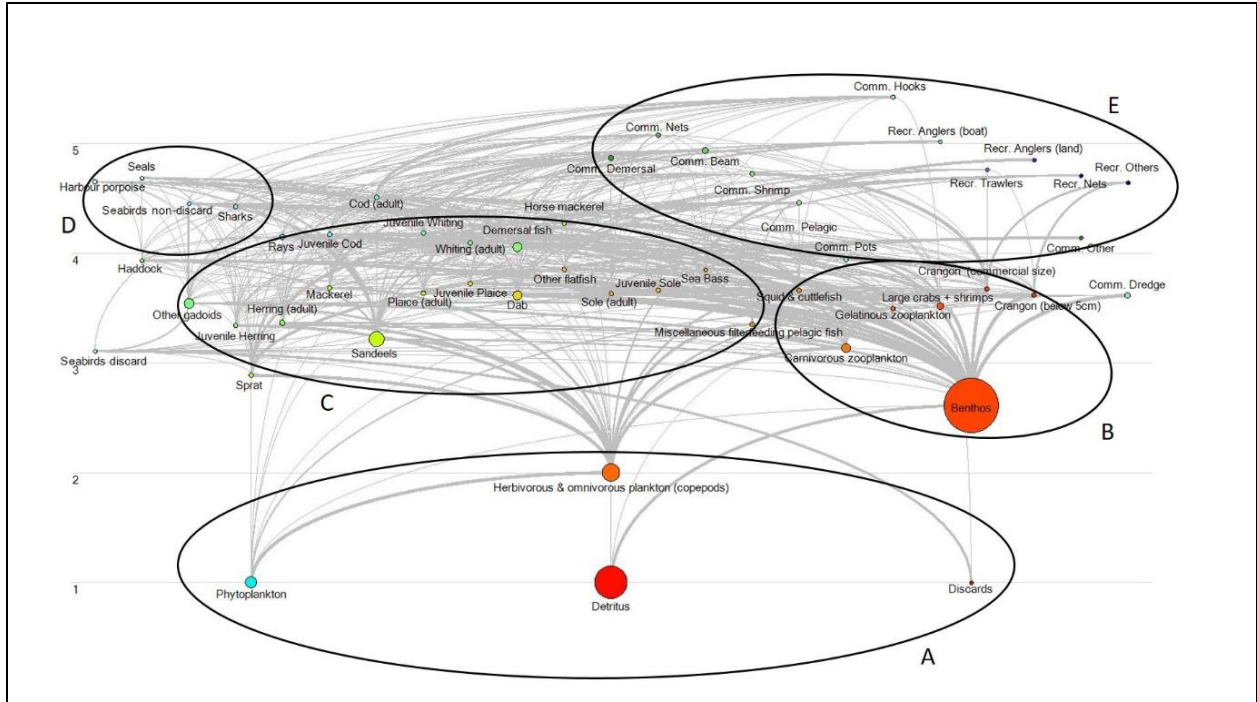 Comm. Hooks
E
Comm. Nets
Recr. Anglers (boat)
5
Recr. Anglers (land)
Comm. Demersal
Comm. Beam
Seals
Recr. Others
Comm. Shrimp
Recr. Trawlers
Recr. Nets
Harbour porpoise
Cod (adult)
Seabirds non-discard
Sharks
Horse mackerel
D
Juvenile Whiting
Demersal fish
Comm. Pelagic
Rays
Juvenile Cod
Whiting (adult)
Comm. Pots
Comm. Other
4
Haddock
Other flatfish
Sea Bass
Crangon (commercial size)
Juvenile Sole
Comm. Dredge
Mackerel
Juvenile Plaice
Plaice (adult)
Dab
Sole (adult)
Squid & cuttlefish
Large crabs + shrimps
Crangon (below 5cm)
Other gadoids
Herring (adult)
Gelatinous zooplankton
Juvenile Herring
Miscellaneous filterfeeding pelagic fish
Sandeels
Carnivorous zooplankton
Seabirds discard
3
Sprat
C
Benthos
B
2
Herbivorous & omnivorous plankton (copepods)
1
Phytoplankton
Detritus
Discards
A